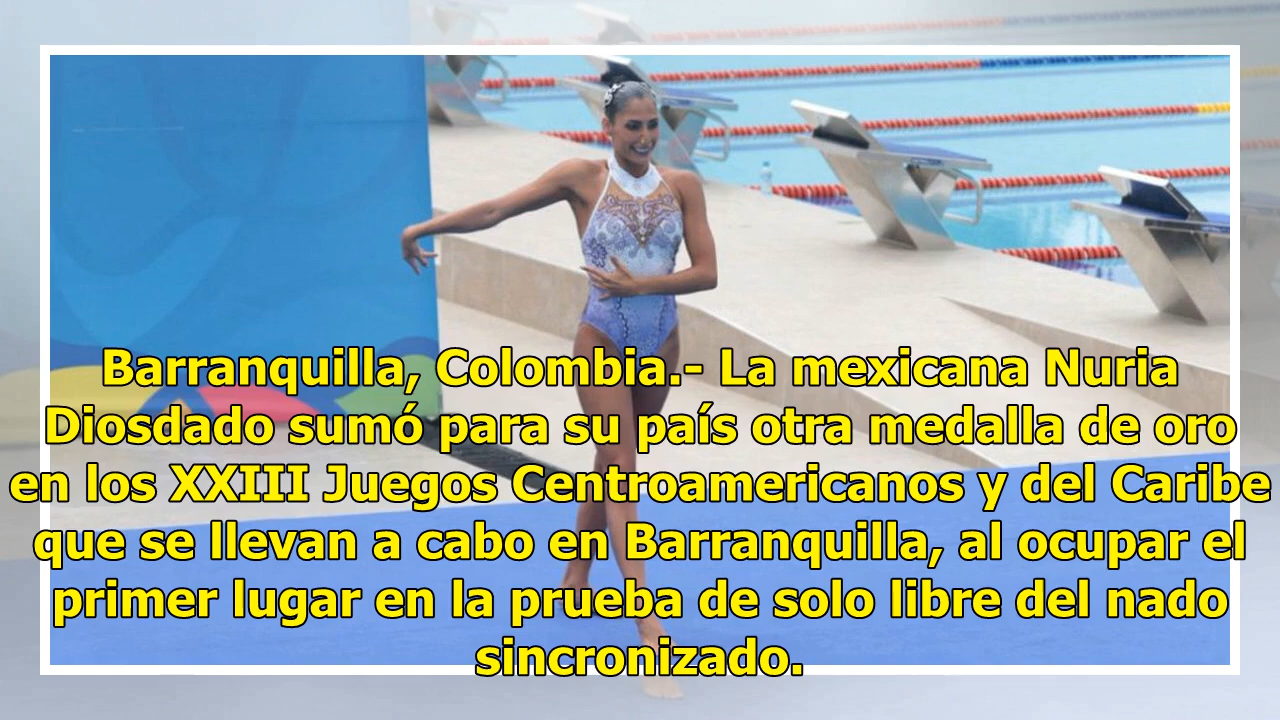 Barranquilla, Colombia.- La mexicana Nuria
Diosdado sumó para su país otra medalla de oro
en los XXIII Juegos Centroamericanos y del Caribe
que se llevan a cabo en Barranquilla, al ocupar el
primer lugar en la prueba de solo libre del nado
sincronizado.